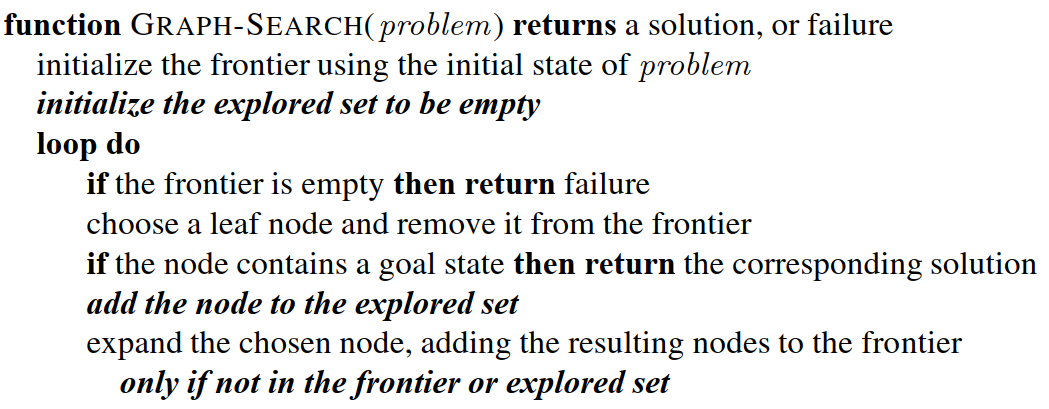 function GRAPH-SEARCH(problem) returns a solution, or failure
initialize the frontier using the initial state of problem
initialize the explored set to be empty
loop do
if the frontier is empty then return failure
choose a leaf node and remove it from the frontier
if the node contains a goal state then return the corresponding solution
add the node to the explored set
expand the chosen node, adding the resulting nodes to the frontier
only if not in the frontier or explored set